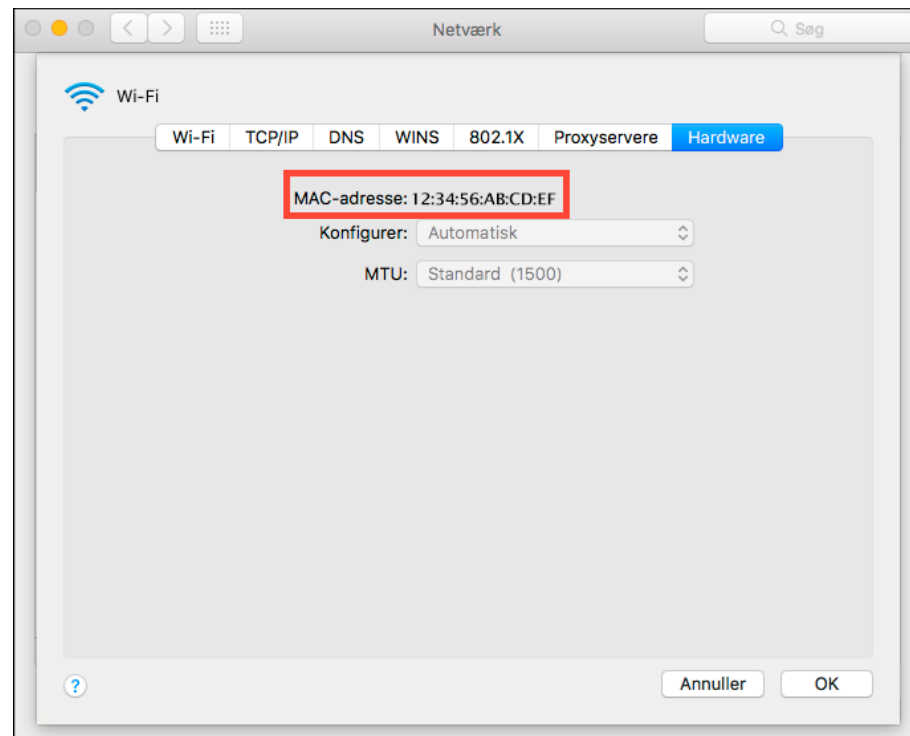 Netværk
Søg
Wi-Fi
Wi-Fi TCP/IP DNS WINS 802.1X Proxyservere Hardware
MAC-adresse: 12:34:56:AB:CD:EF
Konfigurer: Automatisk
MTU: Standard (1500)
?
Annuller OK